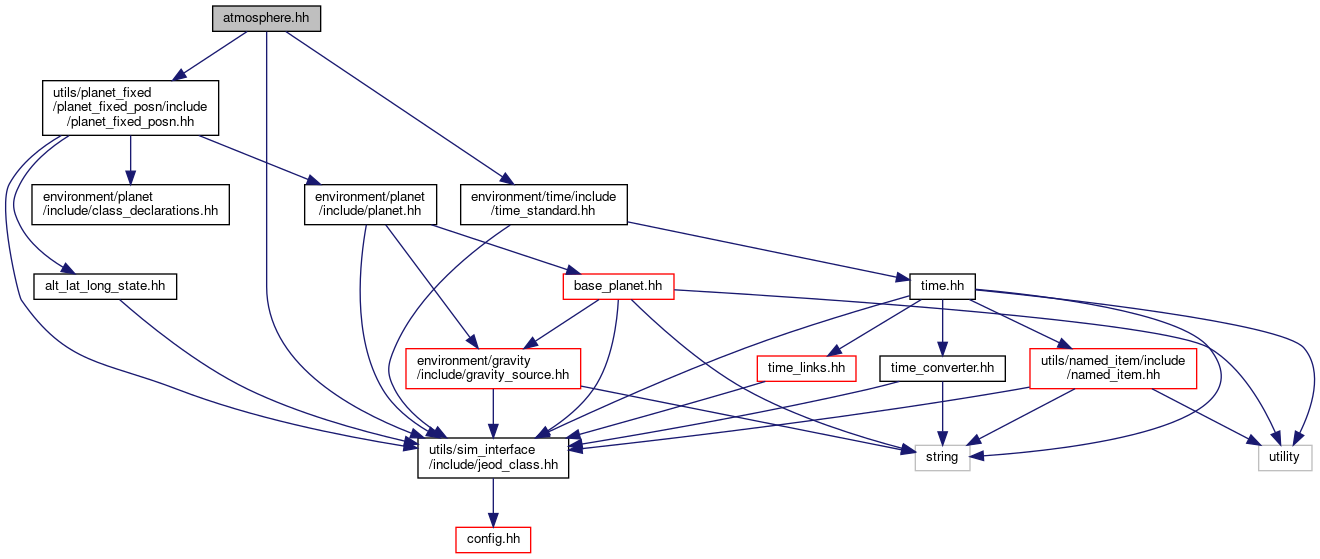 atmosphere.hh
utils/planet_fixed
/planet_fixed_posn/include
/planet_fixed_posn.hh
environment/planet
/include/class_declarations.hh
environment/planet
/include/planet.hh
environment/time/include
/time_standard.hh
alt_lat_long_state.hh
base_planet.hh
time.hh
environment/gravity
/include/gravity_source.hh
time_links.hh
time_converter.hh
utils/named_item/include
/named_item.hh
utils/sim_interface
/include/jeod_class.hh
string
utility
config.hh